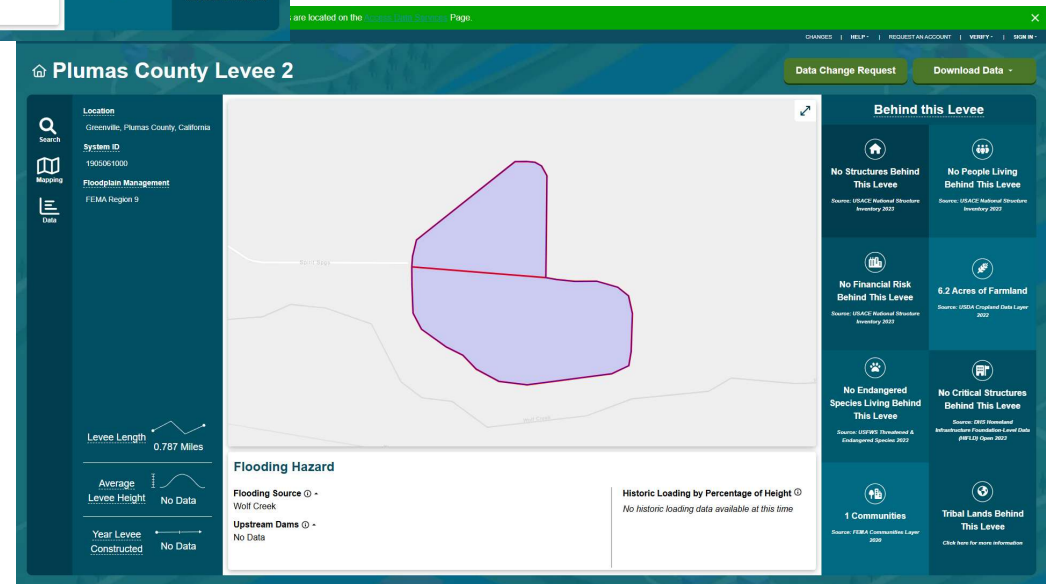 are located on the Page.
CHANGES | HELP - | REQUEST AN ACCOUNT | VERIFY - | SIGN IN -
Plumas County Levee 2
Data Change Request
Download Data -
Search
Mapping
Data
Location
Greenville, Plumas County, California
System ID
1905061000
Floodplain Management
FEMA Region 9
Levee Length
0.787 Miles
Average
Levee Height
No Data
Year Levee
Constructed
No Data
Wolf Creek
Flooding Hazard
Flooding Source
Wolf Creek
Upstream Dams
No Data
Historic Loading by Percentage of Height
No historic loading data available at this time
Behind this Levee
No Structures Behind
This Levee
Source: USACE National Structure
Inventory 2023
No People Living
Behind This Levee
Source: USACE National Structure
Inventory 2023
No Financial Risk
Behind This Levee
Source: USACE National Structure
Inventory 2023
6.2 Acres of Farmland
Source: USDA Cropland Data Layer
2022
No Endangered
Species Living Behind
This Levee
Source: USFWS Threatened &
Endangered Species 2023
No Critical Structures
Behind This Levee
Source: DHS Homeland
Infrastructure Foundation-Level Data
(HIFLD) Open 2023
1 Communities
Source: FEMA Communities Layer
2020
Tribal Lands Behind
This Levee
Click here for more information